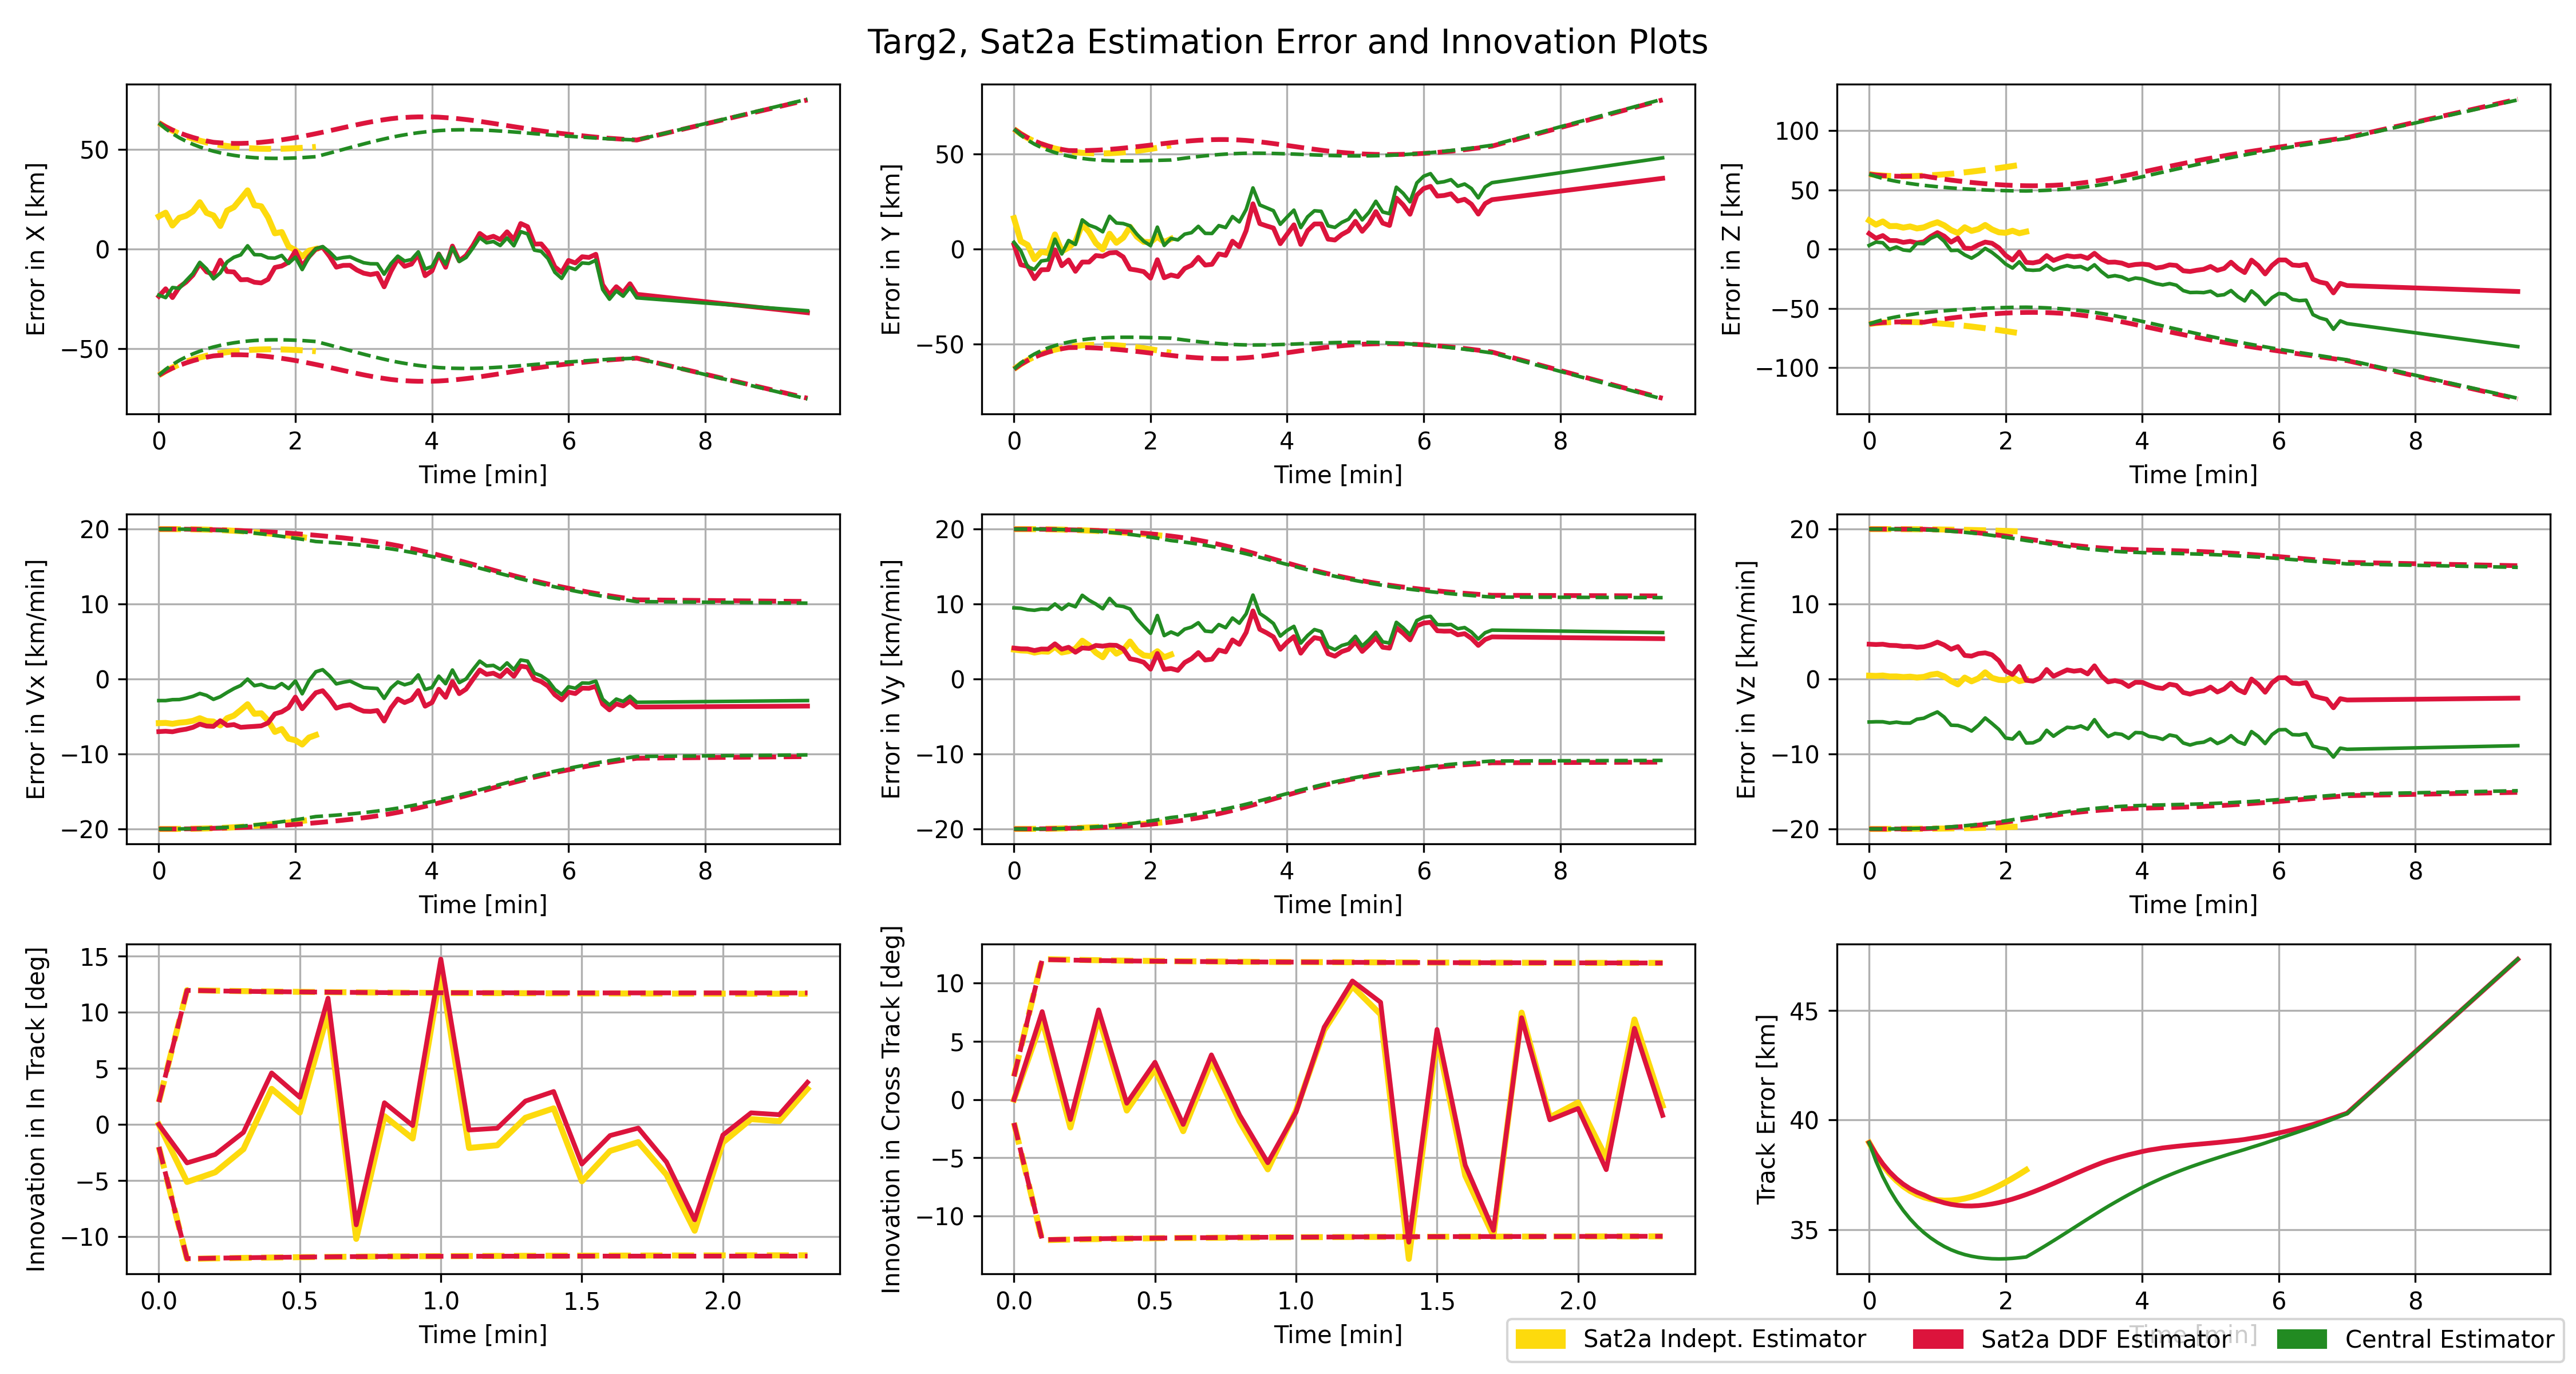 Targ2, Sat2a Estimation Error and Innovation Plots
Error in X [km]
50
0
−50
0 2 4 6 8
Time [min]
Error in Y [km]
50
0
−50
0 2 4 6 8
Time [min]
Error in Z [km]
100
50
0
−50
−100
0 2 4 6 8
Time [min]
Error in Vx [km/min]
20
10
0
−10
−20
0 2 4 6 8
Time [min]
Error in Vy [km/min]
20
10
0
−10
−20
0 2 4 6 8
Time [min]
Error in Vz [km/min]
20
10
0
−10
−20
0 2 4 6 8
Time [min]
Innovation in In Track [deg]
15
10
5
0
−5
−10
0.0 0.5 1.0 1.5 2.0
Time [min]
Innovation in Cross Track [deg]
10
5
0
−5
−10
0.0 0.5 1.0 1.5 2.0
Time [min]
Track Error [km]
45
40
35
0 2 4 6 8
Time [min]
Sat2a Indept. Estimator
Sat2a DDF Estimator
Central Estimator